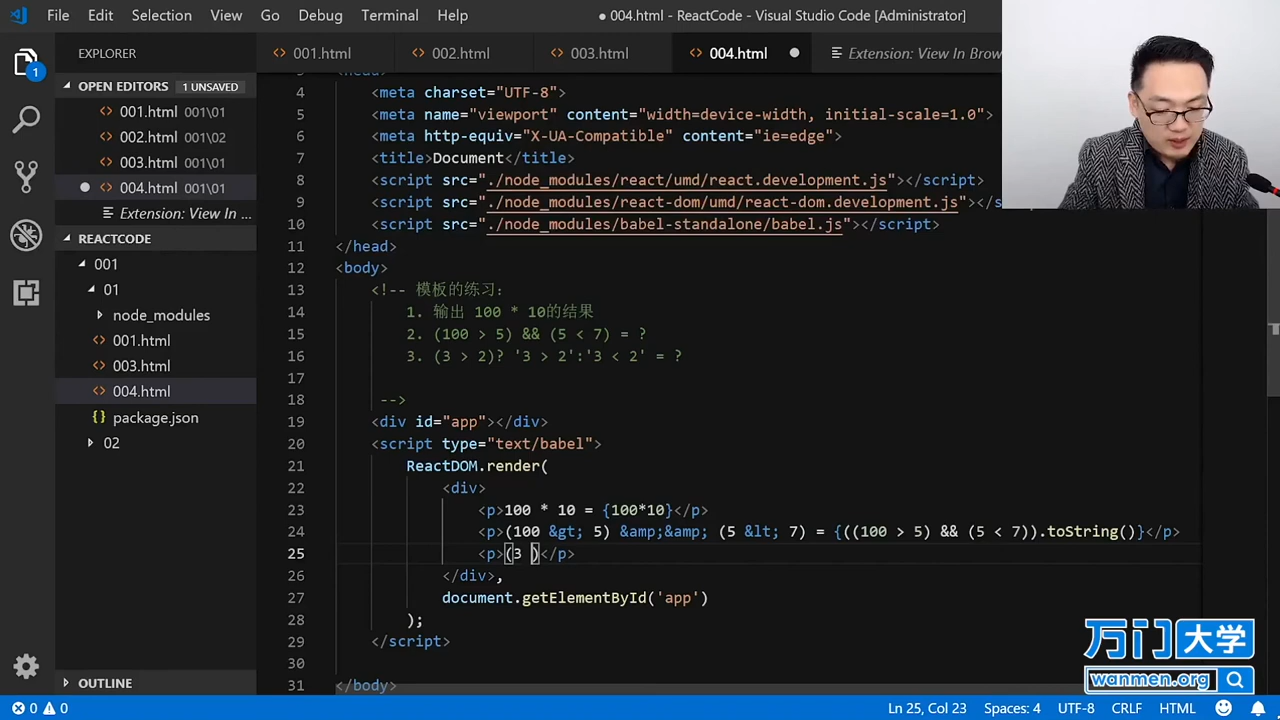 File Edit Selection View Go Debug Terminal Help
● 004.html - ReactCode - Visual Studio Code [Administrator]
EXPLORER
001.html
002.html
003.html
004.html
Extension: View In Brow
1
OPEN EDITORS 1 UNSAVED
001.html 001\01
002.html 001\02
003.html 001\01
004.html 001\01
Extension: View In ...
REACTCODE
001
01
node_modules
001.html
003.html
004.html
package.json
02
OUTLINE
4 <meta charset="UTF-8">
5 <meta name="viewport" content="width=device-width, initial-scale=1.0">
6 <meta http-equiv="X-UA-Compatible" content="ie=edge">
7 <title>Document</title>
8 <script src="./node_modules/react/umd/react.development.js"></script>
9 <script src="./node_modules/react-dom/umd/react-dom.development.js"></s
10 <script src="./node_modules/babel-standalone/babel.js"></script>
11 </head>
12 <body>
13 <!-- 模板的练习:
14 1. 输出 100 * 10的结果
15 2. (100 > 5) && (5 < 7) = ?
16 3. (3 > 2)? '3 > 2':'3 < 2' = ?
17
18 -->
19 <div id="app"></div>
20 <script type="text/babel">
21 ReactDOM.render(
22 <div>
23 <p>100 * 10 = {100*10}</p>
24 <p>(100 &gt; 5) &amp;&amp; (5 &lt; 7) = {((100 > 5) && (5 < 7)).toString()}</p>
25 <p>(3 )</p>
26 </div>,
27 document.getElementById('app')
28 );
29 </script>
30
31 </body>
万门大学
wanmen.org
0 0
Ln 25, Col 23 Spaces: 4 UTF-8 CRLF HTML